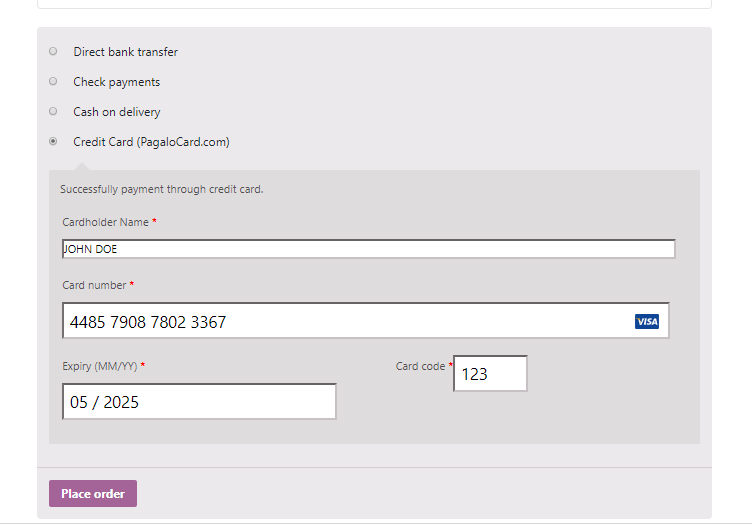 Direct bank transfer
Check payments
Cash on delivery
Credit Card (PagaloCard.com)
Successfully payment through credit card.
Cardholder Name *
JOHN DOE
Card number *
4485 7908 7802 3367
VISA
Expiry (MM/YY) *
Card code *
123
05 / 2025
Place order